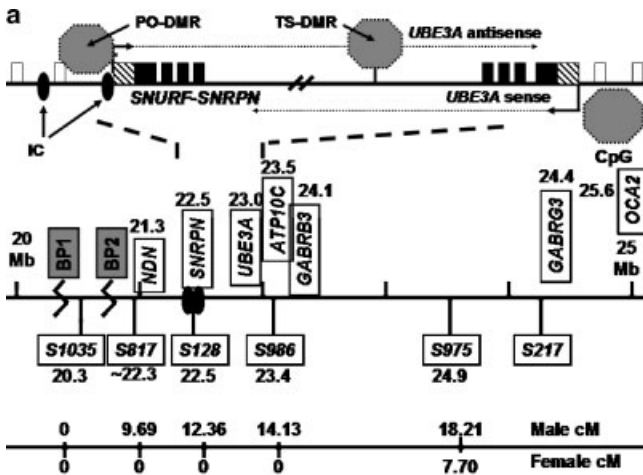 a
PO-DMR
TS-DMR
UBE3A antisense
SNURF-SNRPN
UBE3A sense
IC
CpG
23.5
22.5
23.0
24.1
24.4
25.6
21.3
20
Mb
BP1
BP2
NDN
SNRPN
UBE3A
ATP10C
GABRB3
GABRG3
OCA2
25
Mb
S1035
S817
S128
S986
S975
S217
20.3
~22.3
22.5
23.4
24.9
0
9.69
12.36
14.13
18.21
Male cM
0
0
0
0
7.70
Female cM